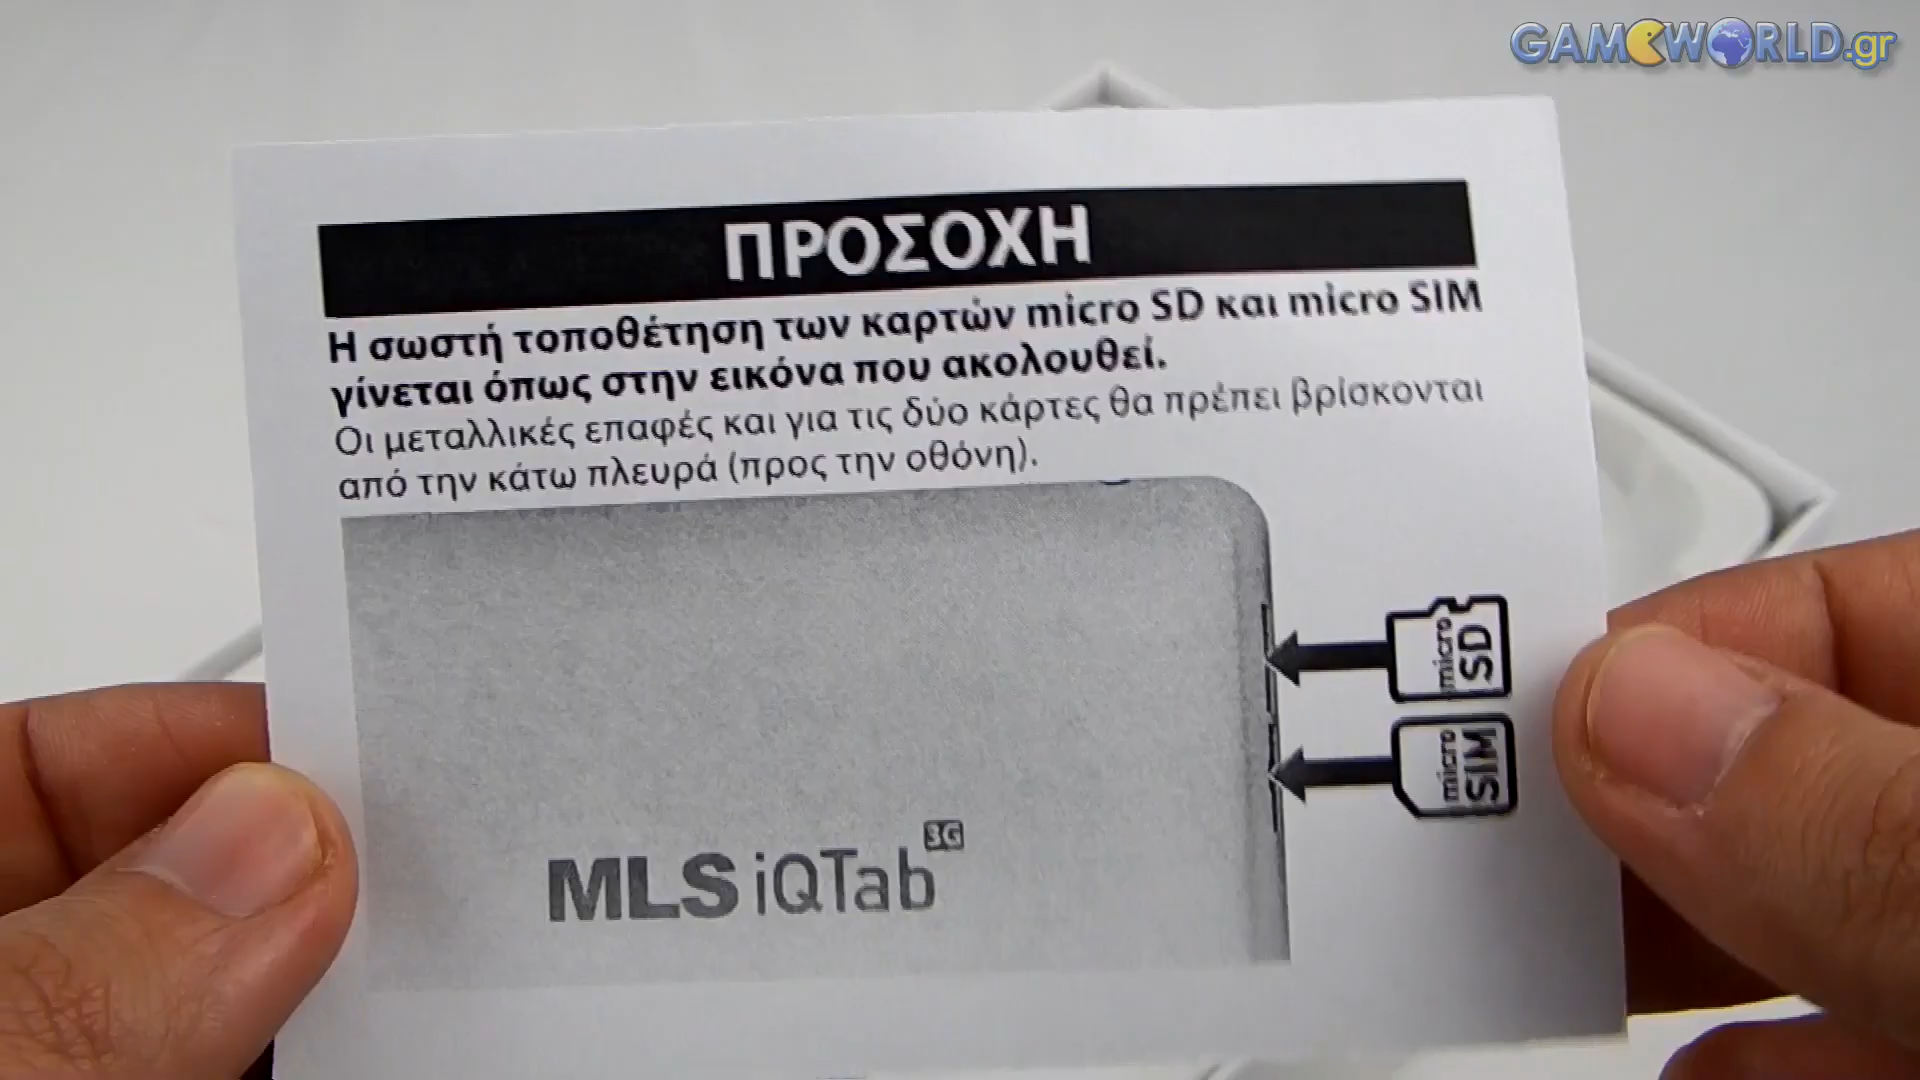 GAMEWORLD.gr
ΠΡΟΣΟΧΗ
Η σωστή τοποθέτηση των καρτών micro SD και micro SIM
γίνεται όπως στην εικόνα που ακολουθεί.
Οι μεταλλικές επαφές και για τις δύο κάρτες θα πρέπει βρίσκονται
από την κάτω πλευρά (προς την οθόνη).
micro
SD
micro
SIM
MLS iQTab 3G